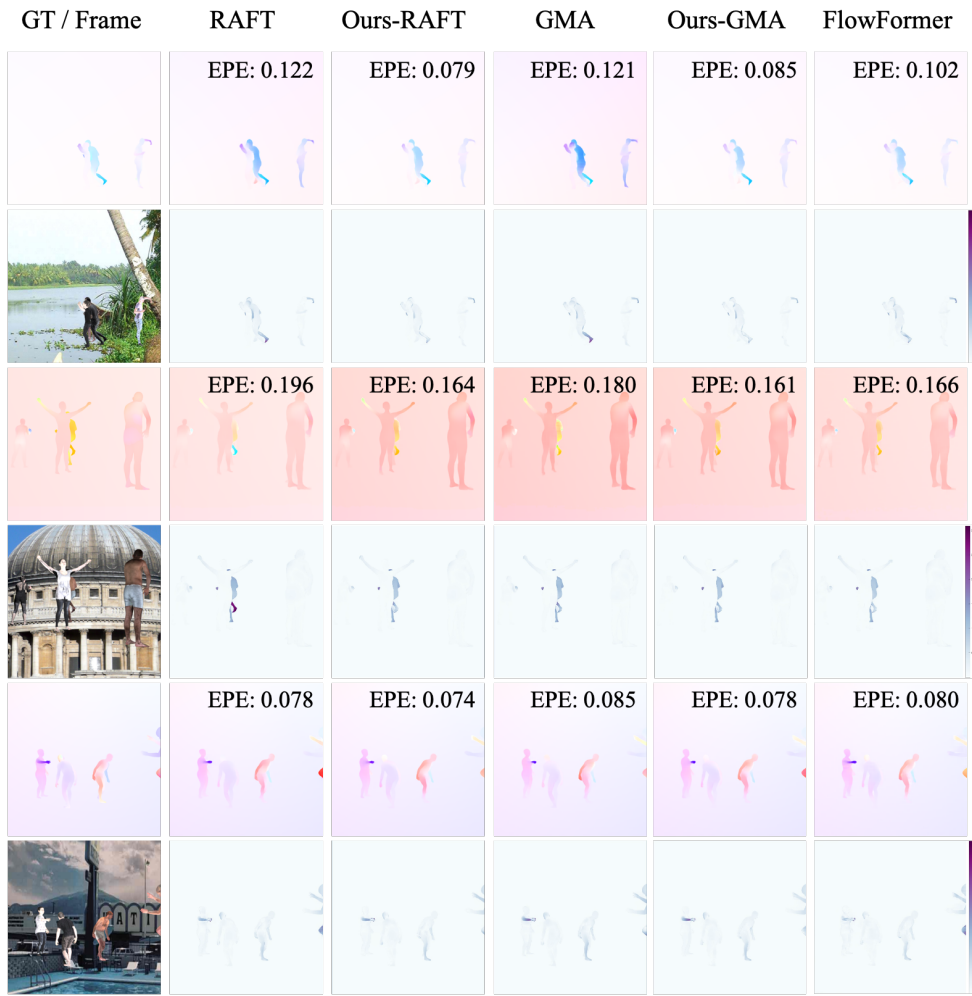 GT / Frame RAFT Ours-RAFT GMA Ours-GMA FlowFormer
EPE: 0.122 EPE: 0.079 EPE: 0.121 EPE: 0.085 EPE: 0.102
EPE: 0.196 EPE: 0.164 EPE: 0.180 EPE: 0.161 EPE: 0.166
EPE: 0.078 EPE: 0.074 EPE: 0.085 EPE: 0.078 EPE: 0.080
ATI